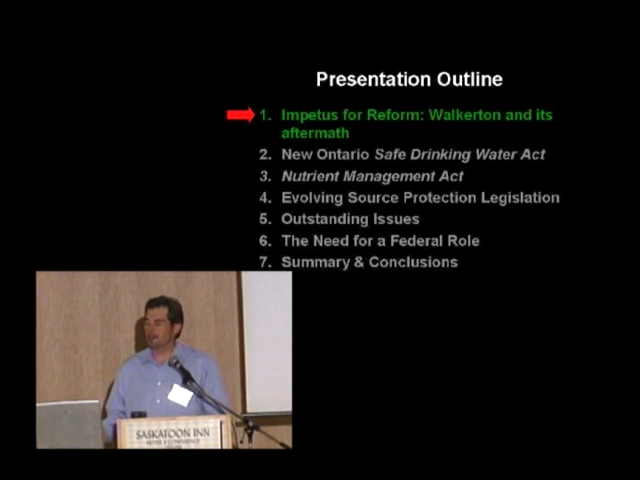 Presentation Outline
1. Impetus for Reform: Walkerton and its
aftermath
2. New Ontario Safe Drinking Water Act
3. Nutrient Management Act
4. Evolving Source Protection Legislation
5. Outstanding Issues
6. The Need for a Federal Role
7. Summary & Conclusions
SASKATOON INN